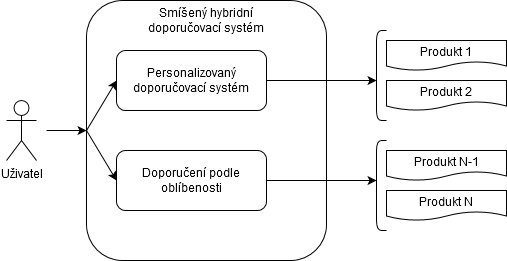 Smíšený hybridní
doporučovací systém
Personalizovaný
doporučovací systém
Produkt 1
Produkt 2
Uživatel
Doporučení podle
oblíbenosti
Produkt N-1
Produkt N